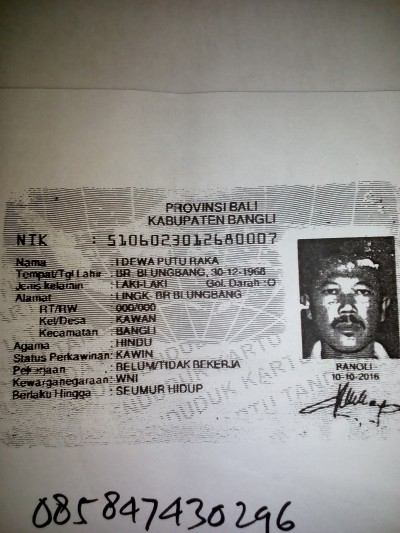 PROVINSI BALI
KABUPATEN BANGLI
NIK : 5106023012680007
Nama : I DEWA PUTU RAKA
Tempat/Tgl Lahir : BR. BLUNGBANG, 30-12-1968
Jenis kelamin : LAKI-LAKI Gol. Darah : O
Alamat : LINGK- BR BLUNGBANG
RT/RW : 000/000
Kel/Desa : KAWAN
Kecamatan : BANGLI
Agama : HINDU
Status Perkawinan: KAWIN
Pekerjaan : BELUM/TIDAK BEKERJA
Kewarganegaraan: WNI
Berlaku Hingga : SEUMUR HIDUP
BANGLI
10-10-2016
085847430296